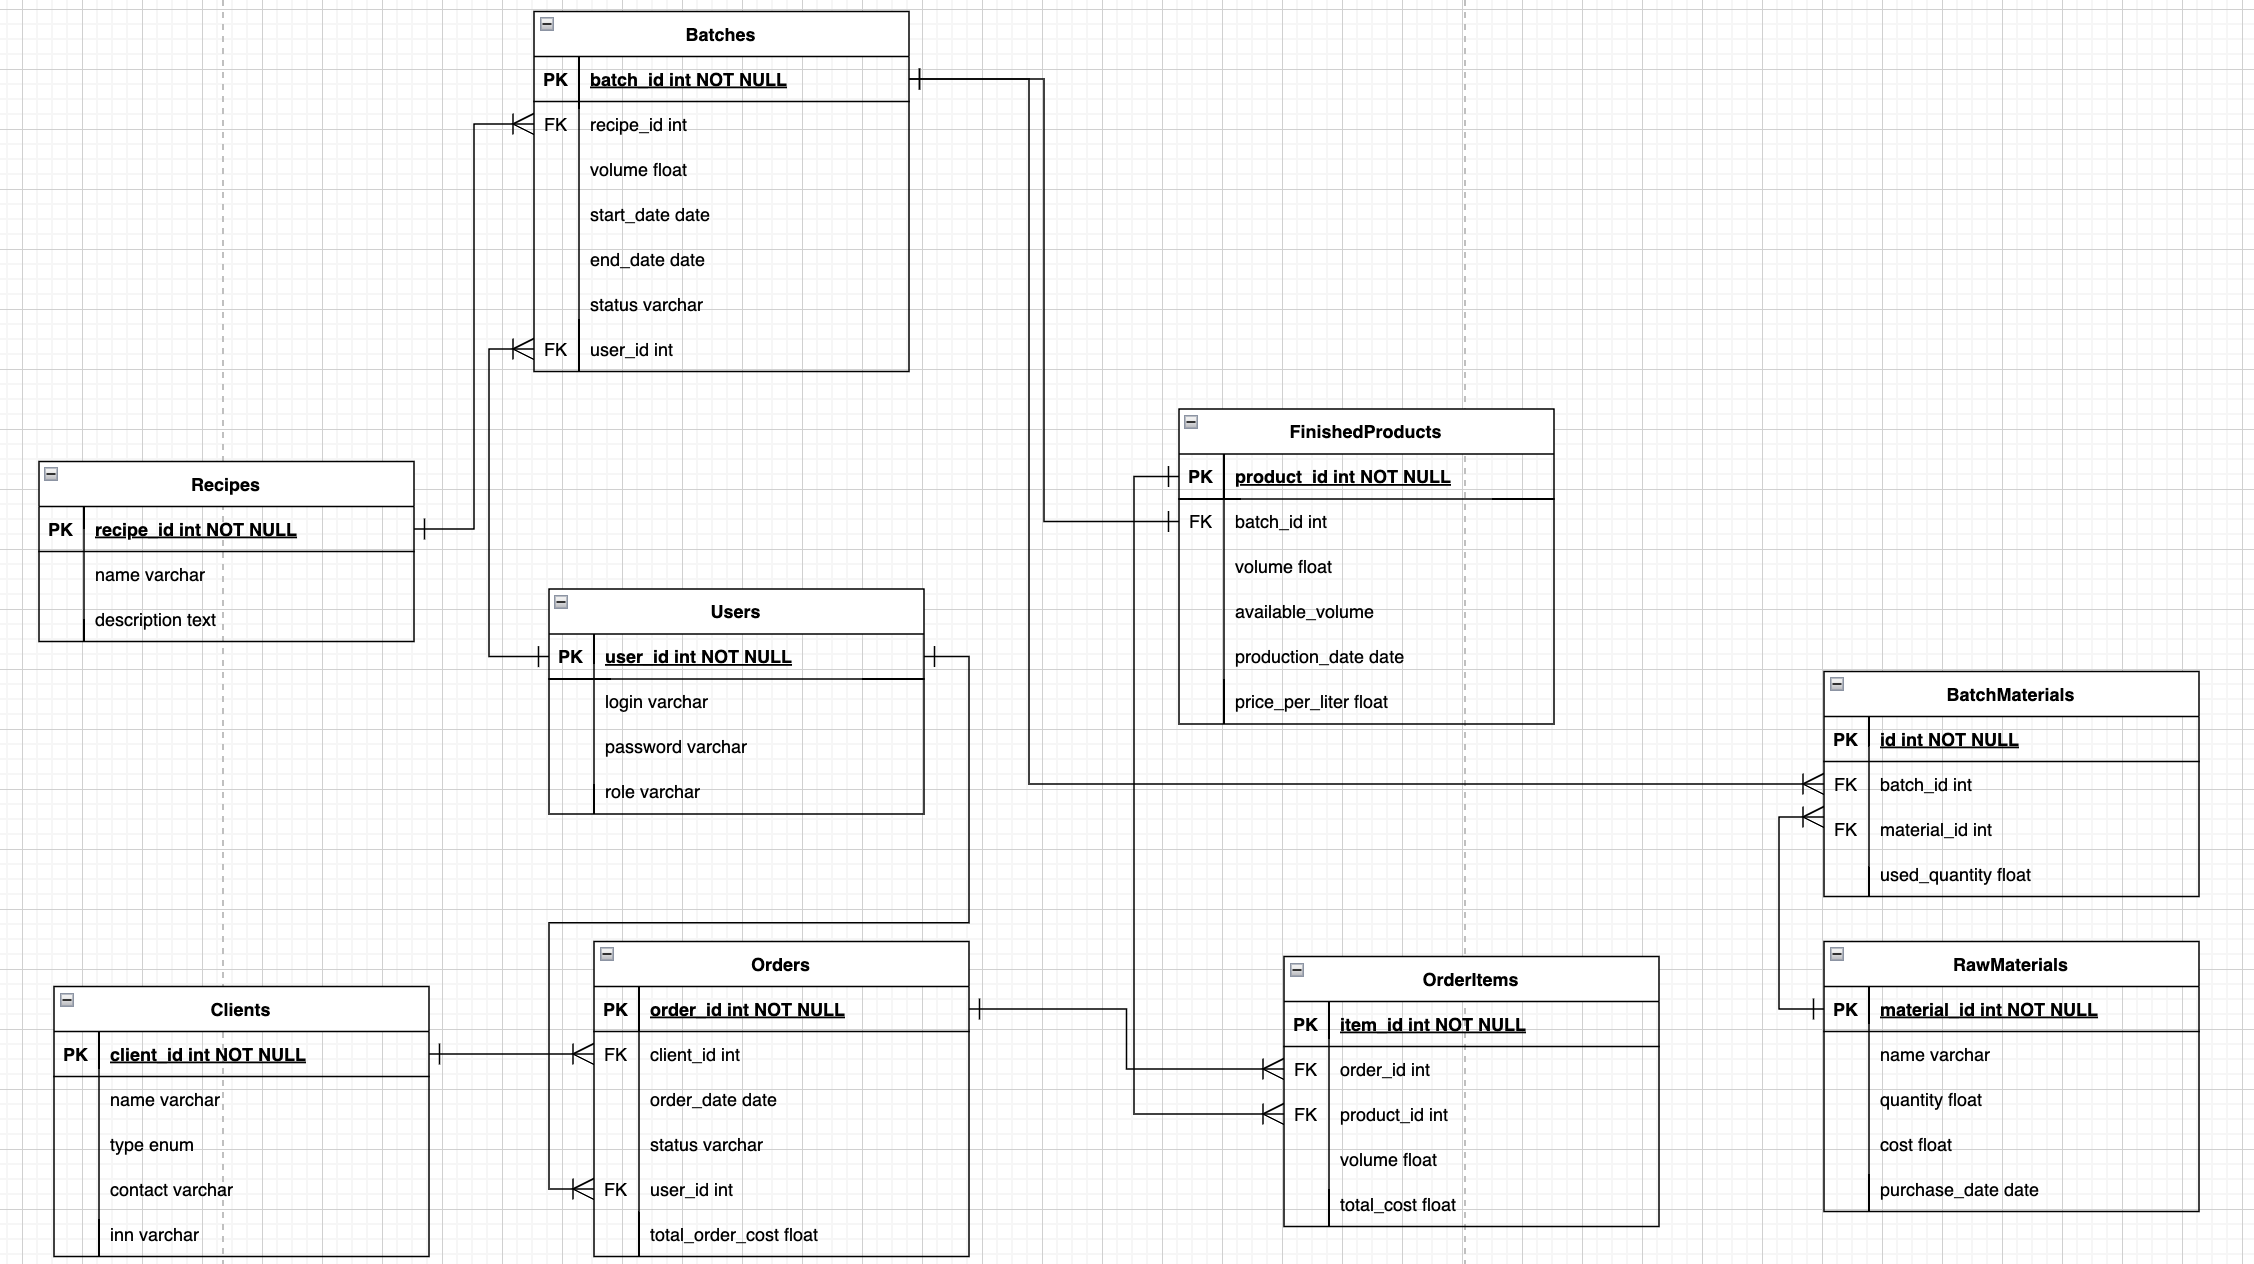 Batches
PK batch_id int NOT NULL
FK recipe_id int
volume float
start_date date
end_date date
status varchar
FK user_id int
Recipes
PK recipe_id int NOT NULL
name varchar
description text
Users
PK user_id int NOT NULL
login varchar
password varchar
role varchar
FinishedProducts
PK product_id int NOT NULL
FK batch_id int
volume float
available_volume
production_date date
price_per_liter float
BatchMaterials
PK id int NOT NULL
FK batch_id int
FK material_id int
used_quantity float
Clients
PK client_id int NOT NULL
name varchar
type enum
contact varchar
inn varchar
Orders
PK order_id int NOT NULL
FK client_id int
order_date date
status varchar
FK user_id int
total_order_cost float
OrderItems
PK item_id int NOT NULL
FK order_id int
FK product_id int
volume float
total_cost float
RawMaterials
PK material_id int NOT NULL
name varchar
quantity float
cost float
purchase_date date